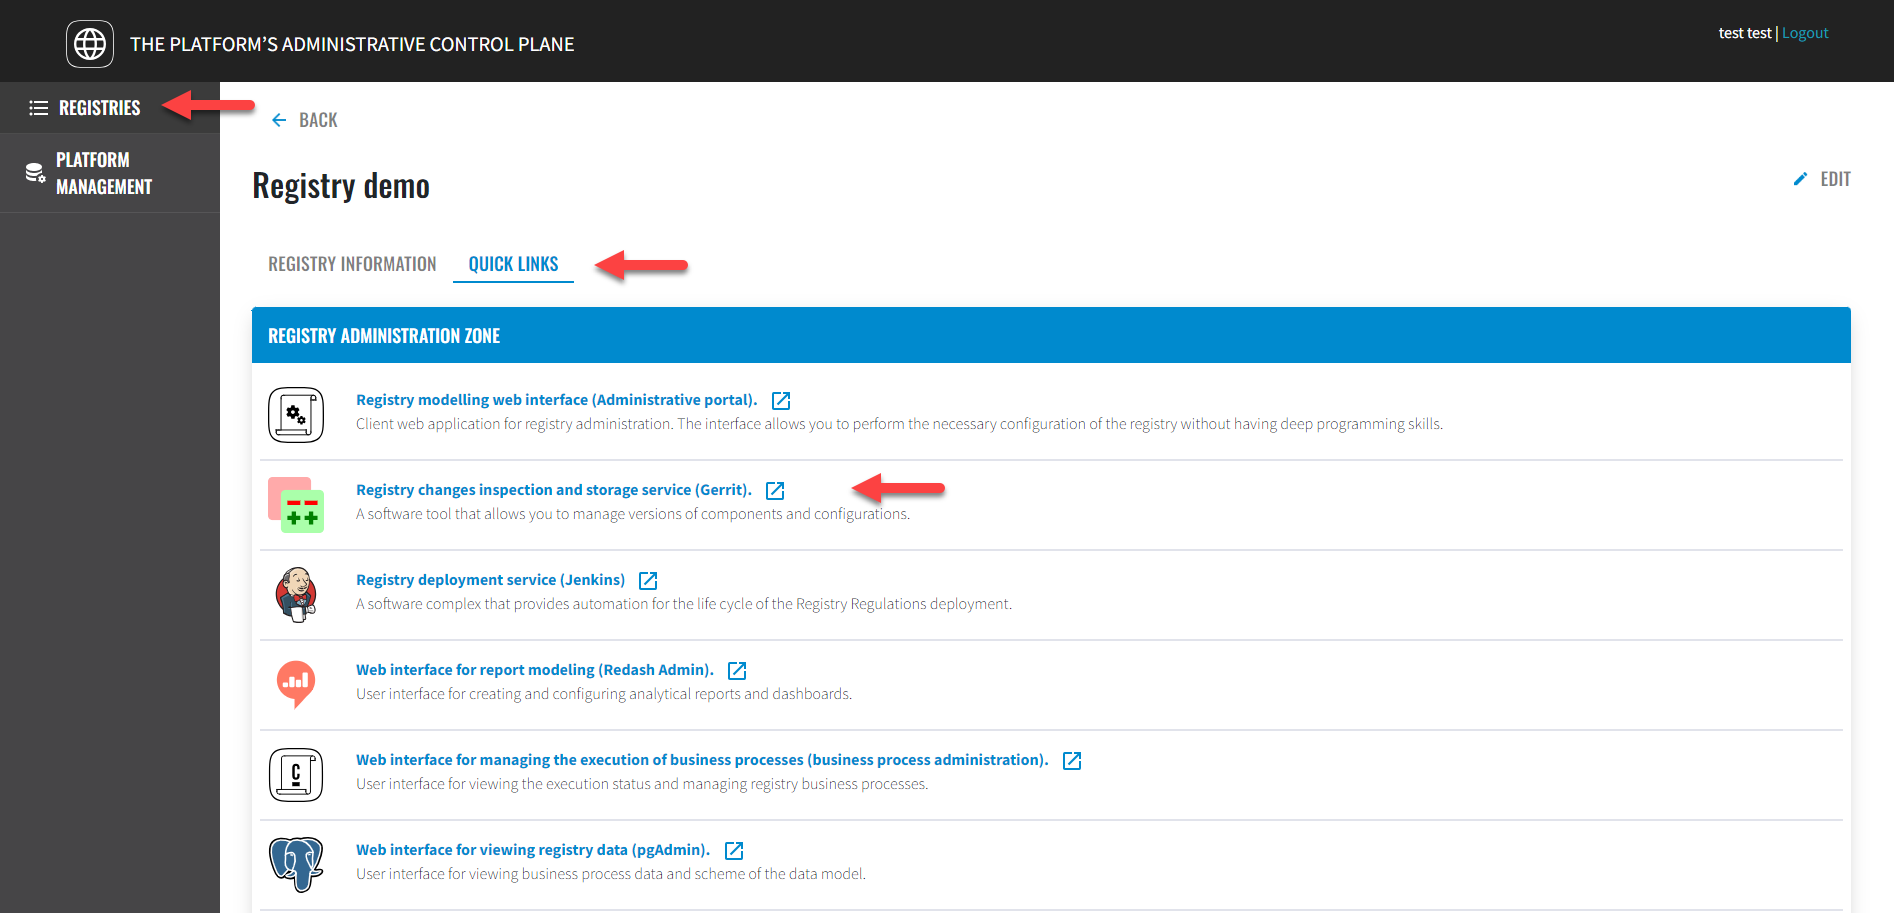 THE PLATFORM’S ADMINISTRATIVE CONTROL PLANE
test test | Logout
REGISTRIES
PLATFORM
MANAGEMENT
BACK
Registry demo
EDIT
REGISTRY INFORMATION
QUICK LINKS
REGISTRY ADMINISTRATION ZONE
Registry modelling web interface (Administrative portal).
Client web application for registry administration. The interface allows you to perform the necessary configuration of the registry without having deep programming skills.
Registry changes inspection and storage service (Gerrit).
A software tool that allows you to manage versions of components and configurations.
Registry deployment service (Jenkins)
A software complex that provides automation for the life cycle of the Registry Regulations deployment.
Web interface for report modeling (Redash Admin).
User interface for creating and configuring analytical reports and dashboards.
C
Web interface for managing the execution of business processes (business process administration).
User interface for viewing the execution status and managing registry business processes.
Web interface for viewing registry data (pgAdmin).
User interface for viewing business process data and scheme of the data model.